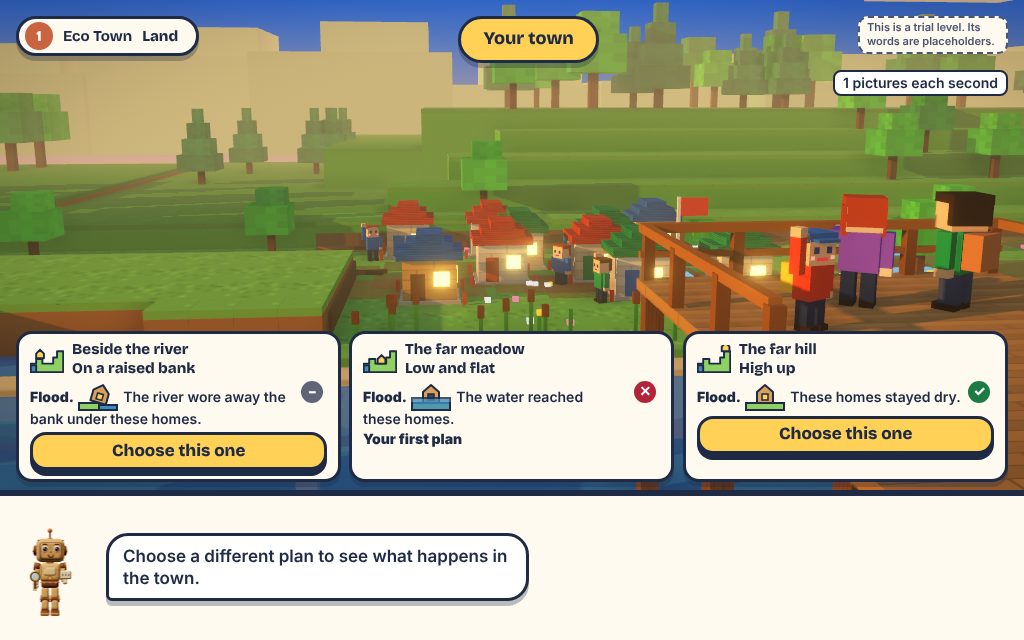 1 Eco Town Land
Your town
This is a trial level. Its
words are placeholders.
1 pictures each second
Beside the river
On a raised bank
Flood. The river wore away the
bank under these homes.
Choose this one
The far meadow
Low and flat
Flood. The water reached
these homes.
Your first plan
The far hill
High up
Flood. These homes stayed dry.
Choose this one
Choose a different plan to see what happens in
the town.